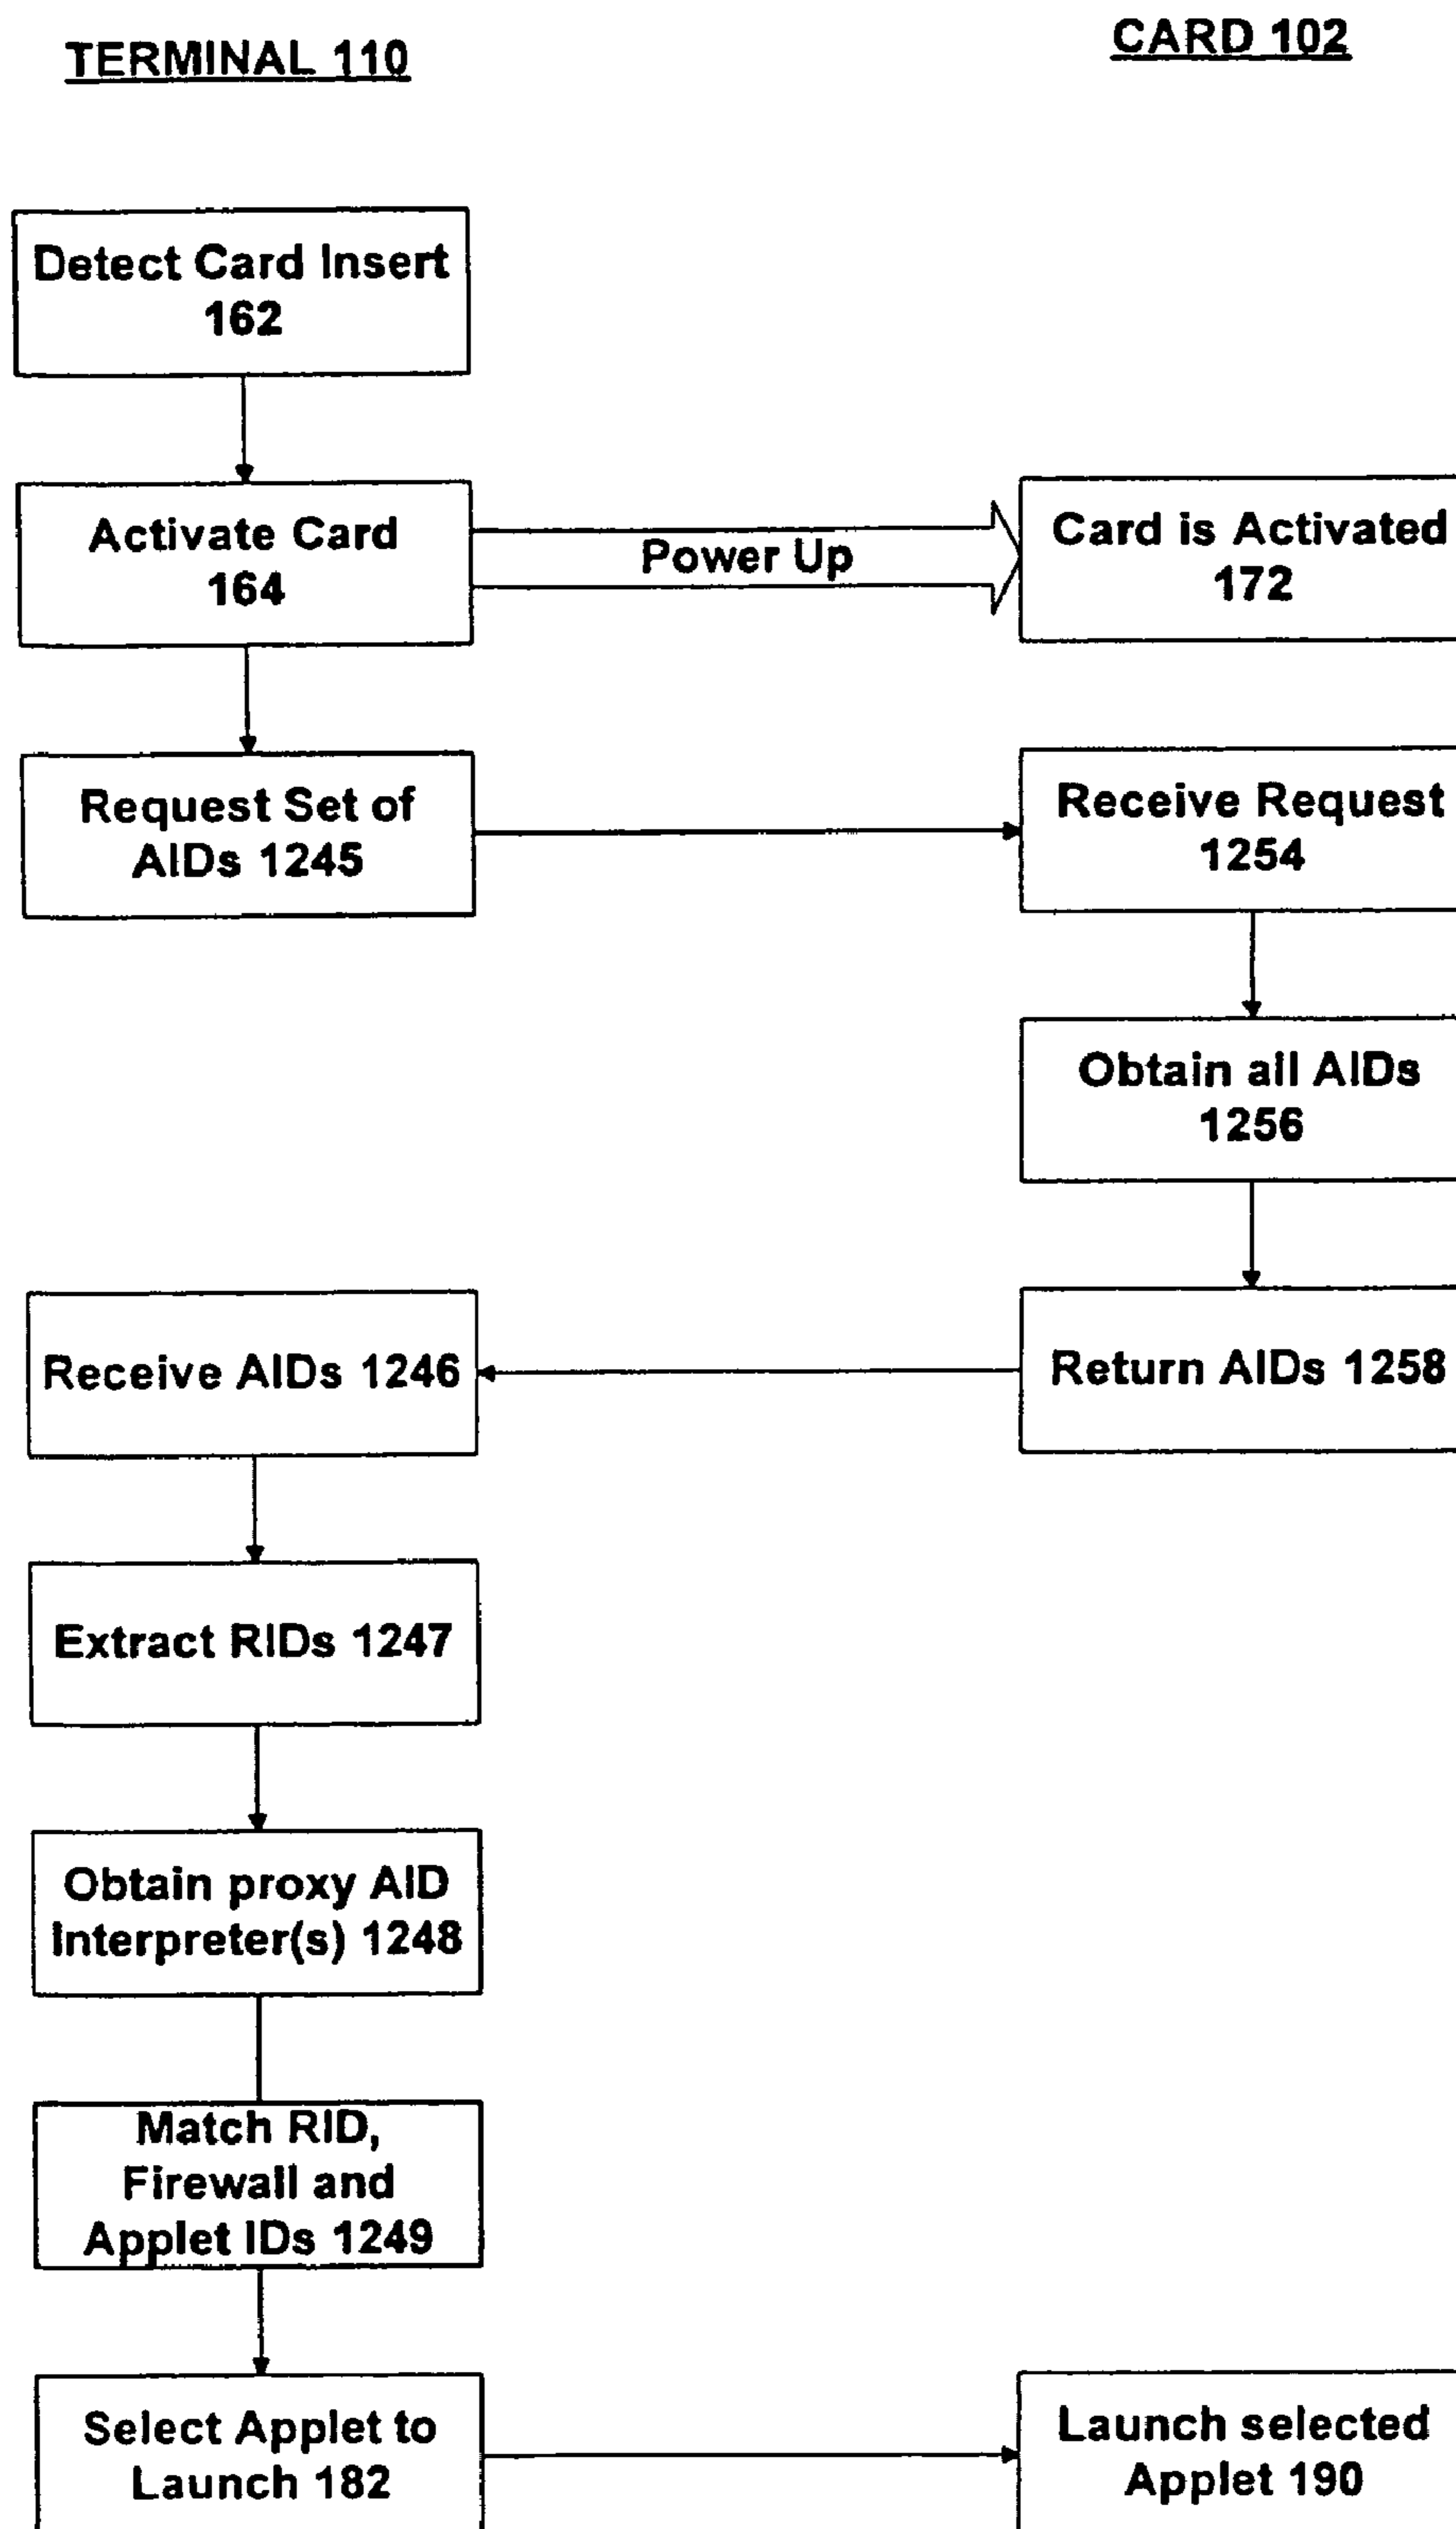 TERMINAL 110
CARD 102
Detect Card Insert
162
Activate Card
164
Power Up
Card is Activated
172
Request Set of
AIDs 1245
Receive Request
1254
Obtain all AIDs
1256
Receive AIDs 1246
Return AIDs 1258
Extract RIDs 1247
Obtain proxy AID
Interpreter(s) 1248
Match RID,
Firewall and
Applet IDs 1249
Select Applet to
Launch 182
Launch selected
Applet 190